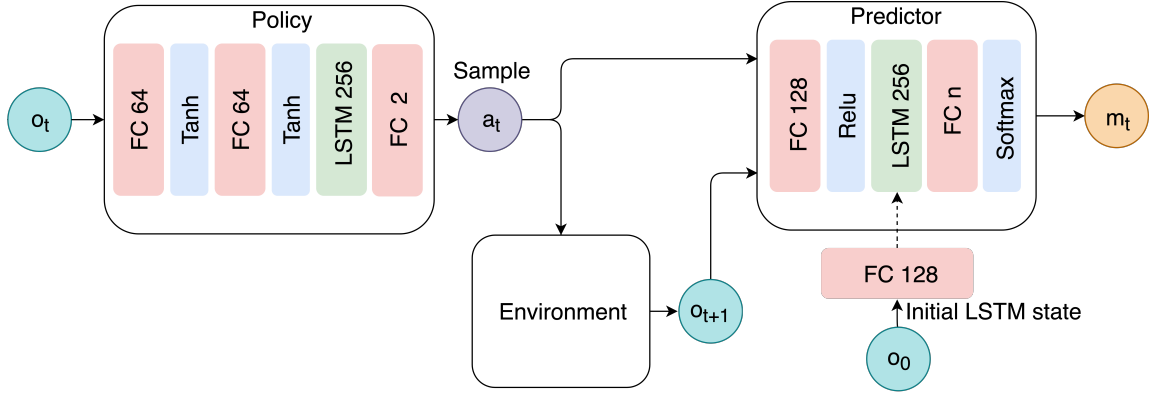 Policy
o_t
FC 64
Tanh
FC 64
Tanh
LSTM 256
FC 2
Sample
a_t
Environment
o_{t+1}
Predictor
FC 128
Relu
LSTM 256
FC n
Softmax
m_t
FC 128
Initial LSTM state
o_0